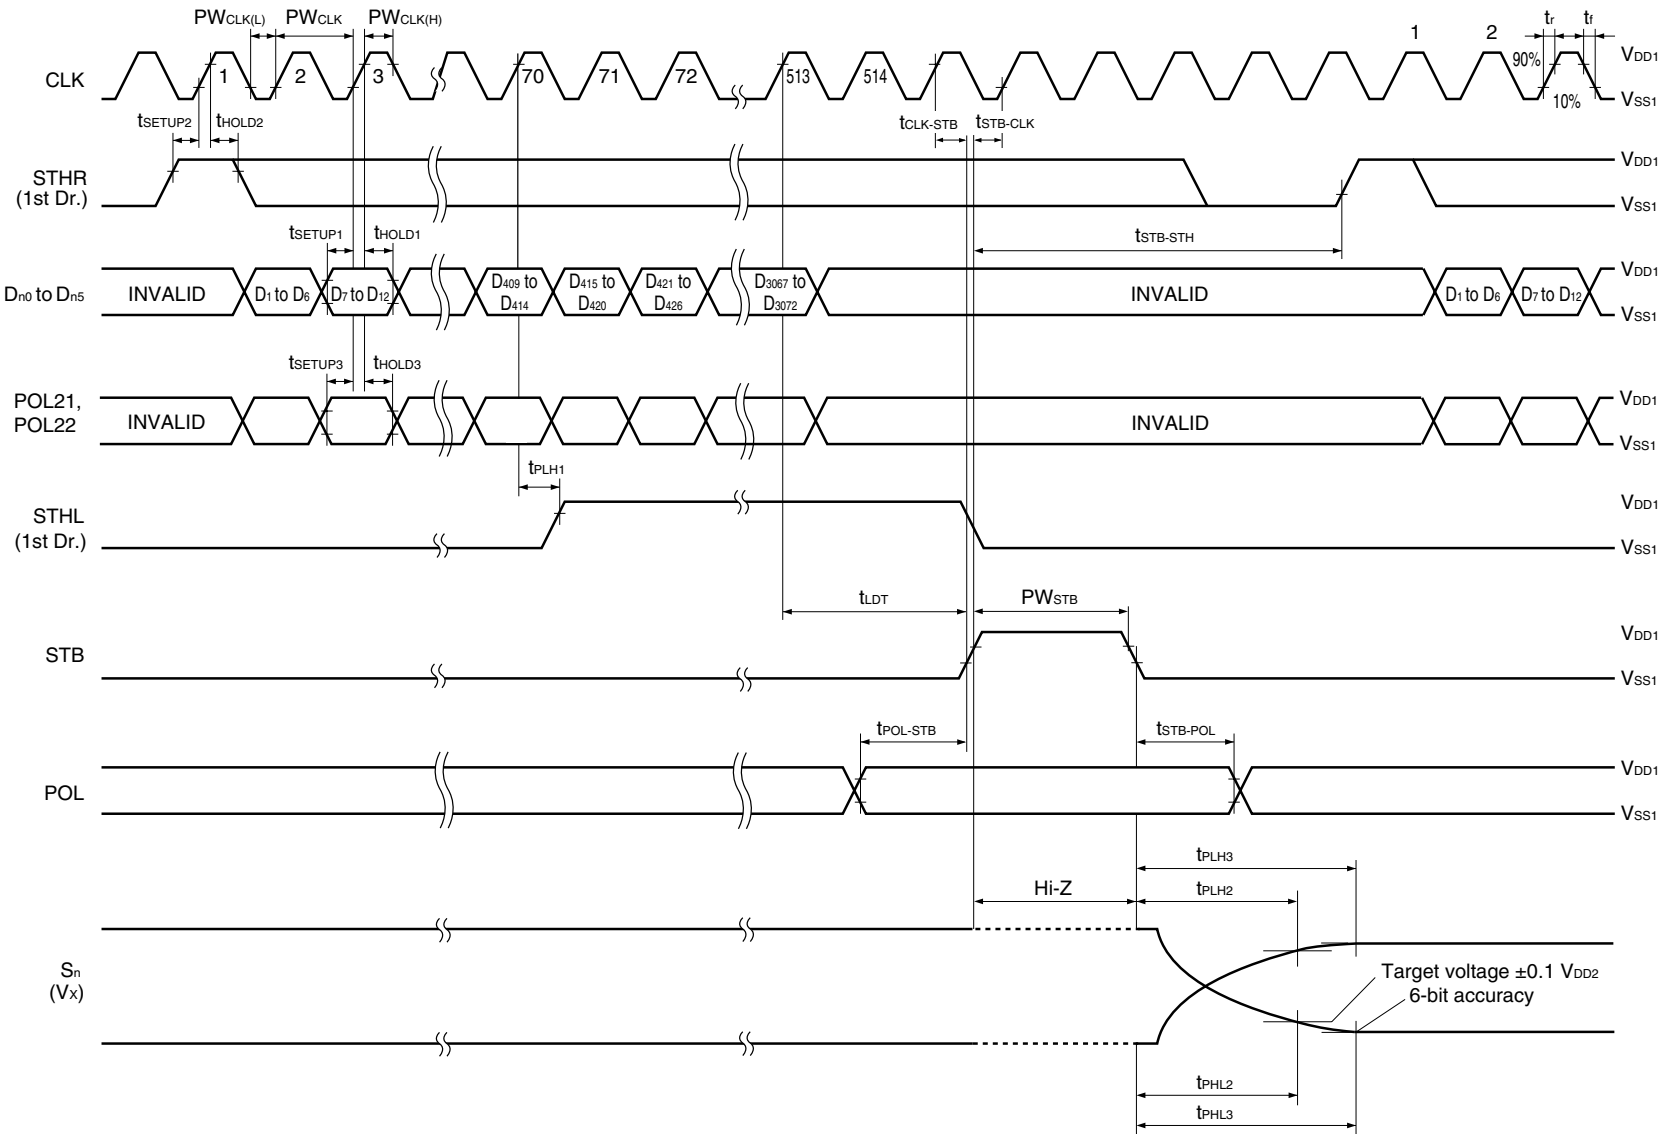 PWCLK(L) PWCLK PWCLK(H)
1 2 tr tf
CLK 1 2 3 70 71 72 513 514 90% 10% VDD1
VSS1
tSETUP2 tHOLD2 tCLK-STB tSTB-CLK
STHR
(1st Dr.)
VDD1
VSS1
tSETUP1 tHOLD1 tSTB-STH
Dn0 to Dn5 INVALID D1 to D6 D7 to D12 D409 to
D414 D415 to
D420 D421 to
D426 D3067 to
D3072 INVALID D1 to D6 D7 to D12 VDD1
VSS1
tSETUP3 tHOLD3
POL21,
POL22
INVALID INVALID VDD1
VSS1
tPLH1
STHL
(1st Dr.)
VDD1
VSS1
tLDT PWSTB
STB VDD1
VSS1
tPOL-STB tSTB-POL
POL VDD1
VSS1
tPLH3
Hi-Z tPLH2
Sn
(VX)
Target voltage ±0.1 VDD2
6-bit accuracy
tPHL2
tPHL3